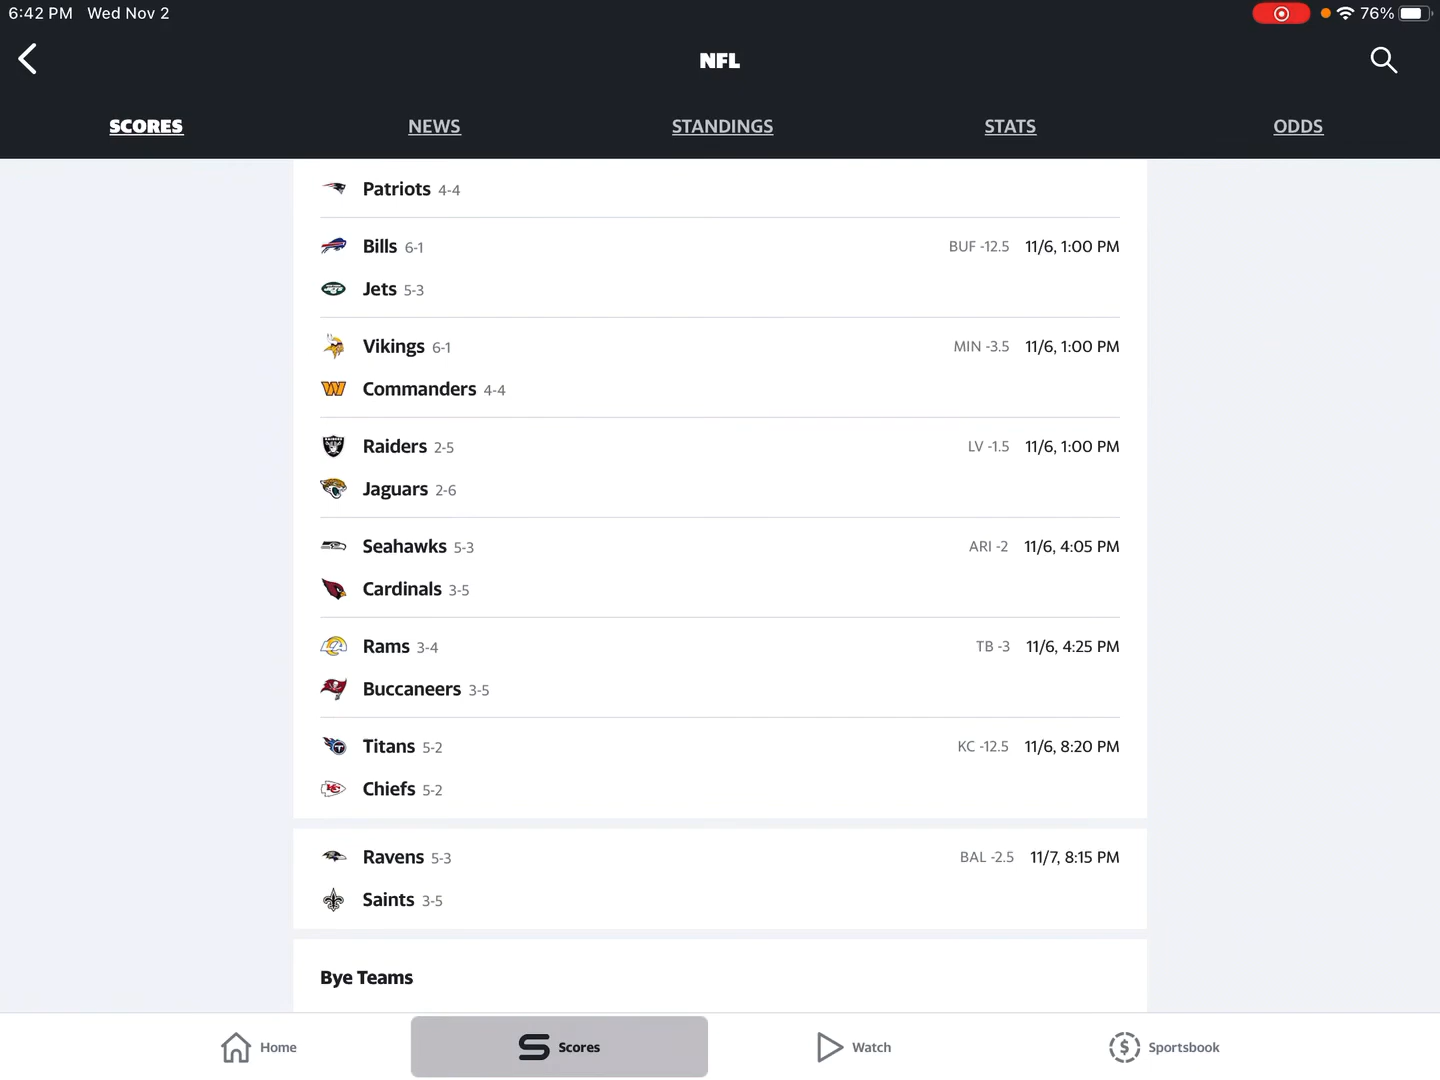 6:42 PM Wed Nov 2 76%
NFL
SCORES NEWS STANDINGS STATS ODDS
Patriots 4-4
Bills 6-1 BUF -12.5 11/6, 1:00 PM
Jets 5-3
Vikings 6-1 MIN -3.5 11/6, 1:00 PM
Commanders 4-4
Raiders 2-5 LV -1.5 11/6, 1:00 PM
Jaguars 2-6
Seahawks 5-3 ARI -2 11/6, 4:05 PM
Cardinals 3-5
Rams 3-4 TB -3 11/6, 4:25 PM
Buccaneers 3-5
Titans 5-2 KC -12.5 11/6, 8:20 PM
Chiefs 5-2
Ravens 5-3 BAL -2.5 11/7, 8:15 PM
Saints 3-5
Bye Teams
Home Scores Watch Sportsbook